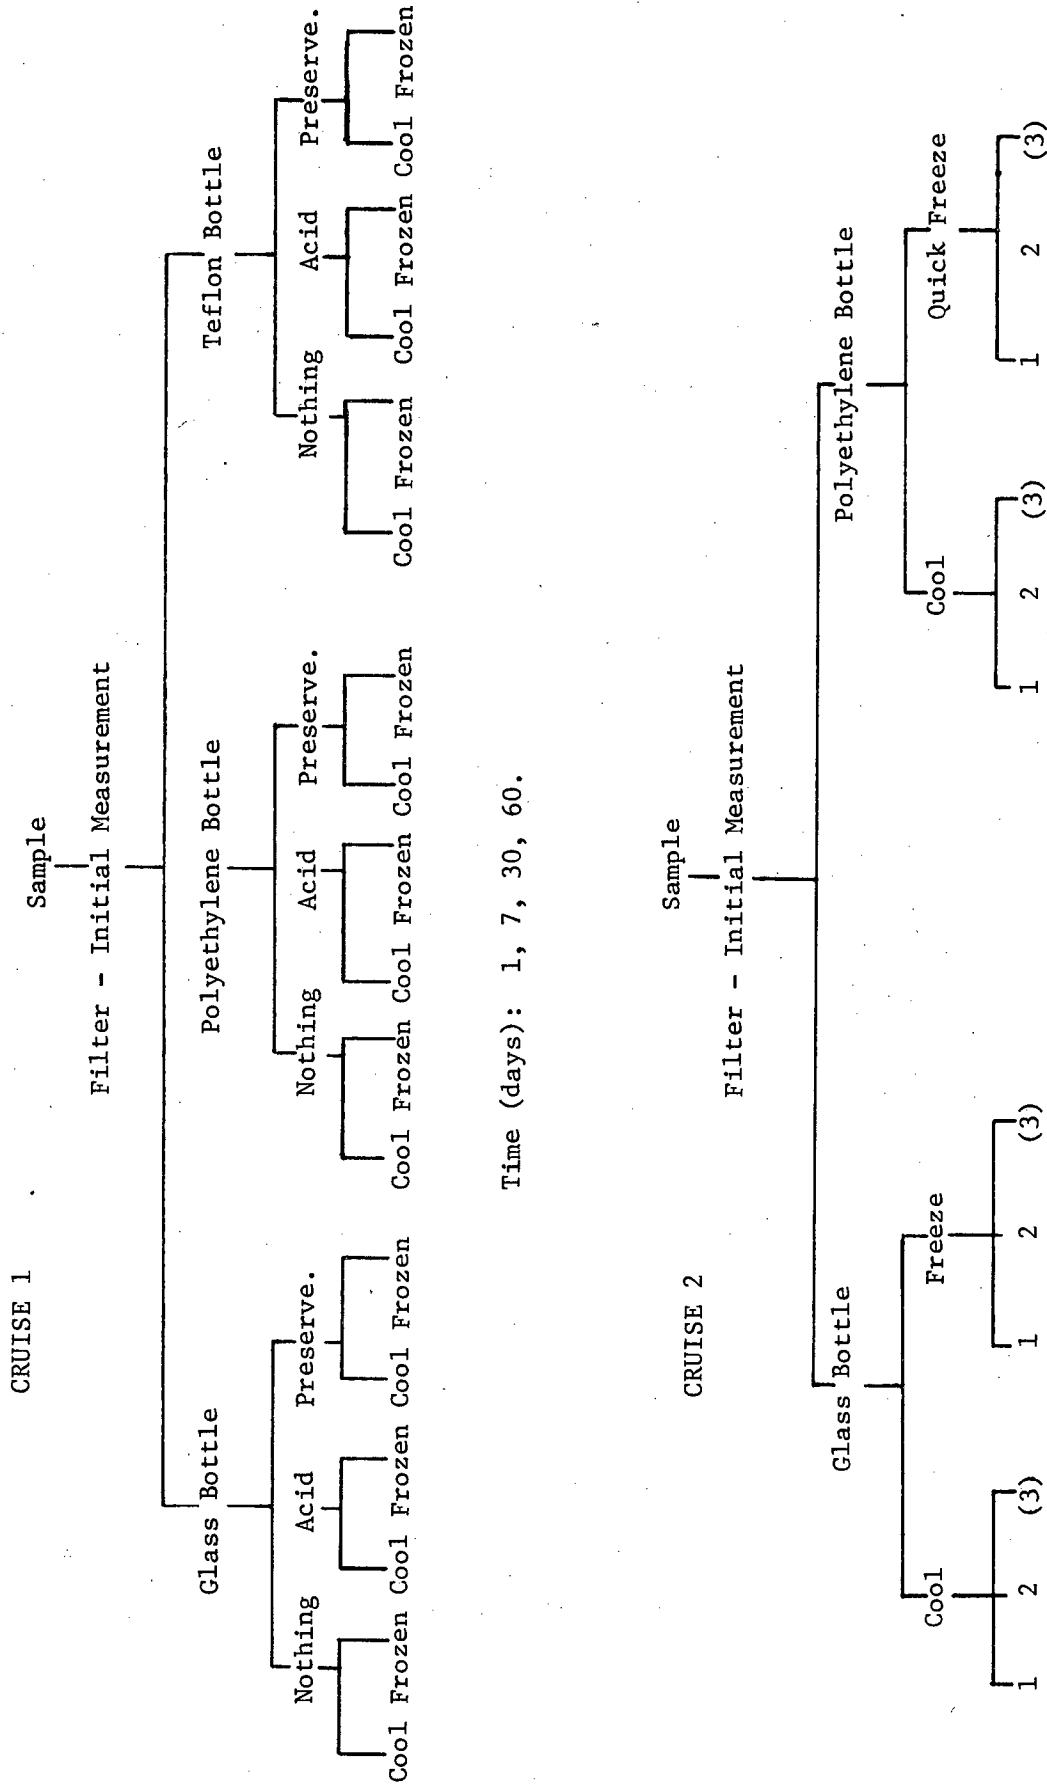 CRUISE 1
Sample
Filter - Initial Measurement
Glass Bottle Polyethylene Bottle Teflon Bottle
Nothing Acid Preserve. Nothing Acid Preserve. Nothing Acid Preserve.
Cool Frozen Cool Frozen Cool Frozen Cool Frozen Cool Frozen Cool Frozen Cool Frozen Cool Frozen Cool Frozen
Time (days): 1, 7, 30, 60.
CRUISE 2
Sample
Filter - Initial Measurement
Glass Bottle Polyethylene Bottle
Cool Freeze Cool Quick Freeze
1 2 (3) 1 2 (3) 1 2 (3) 1 2 (3)